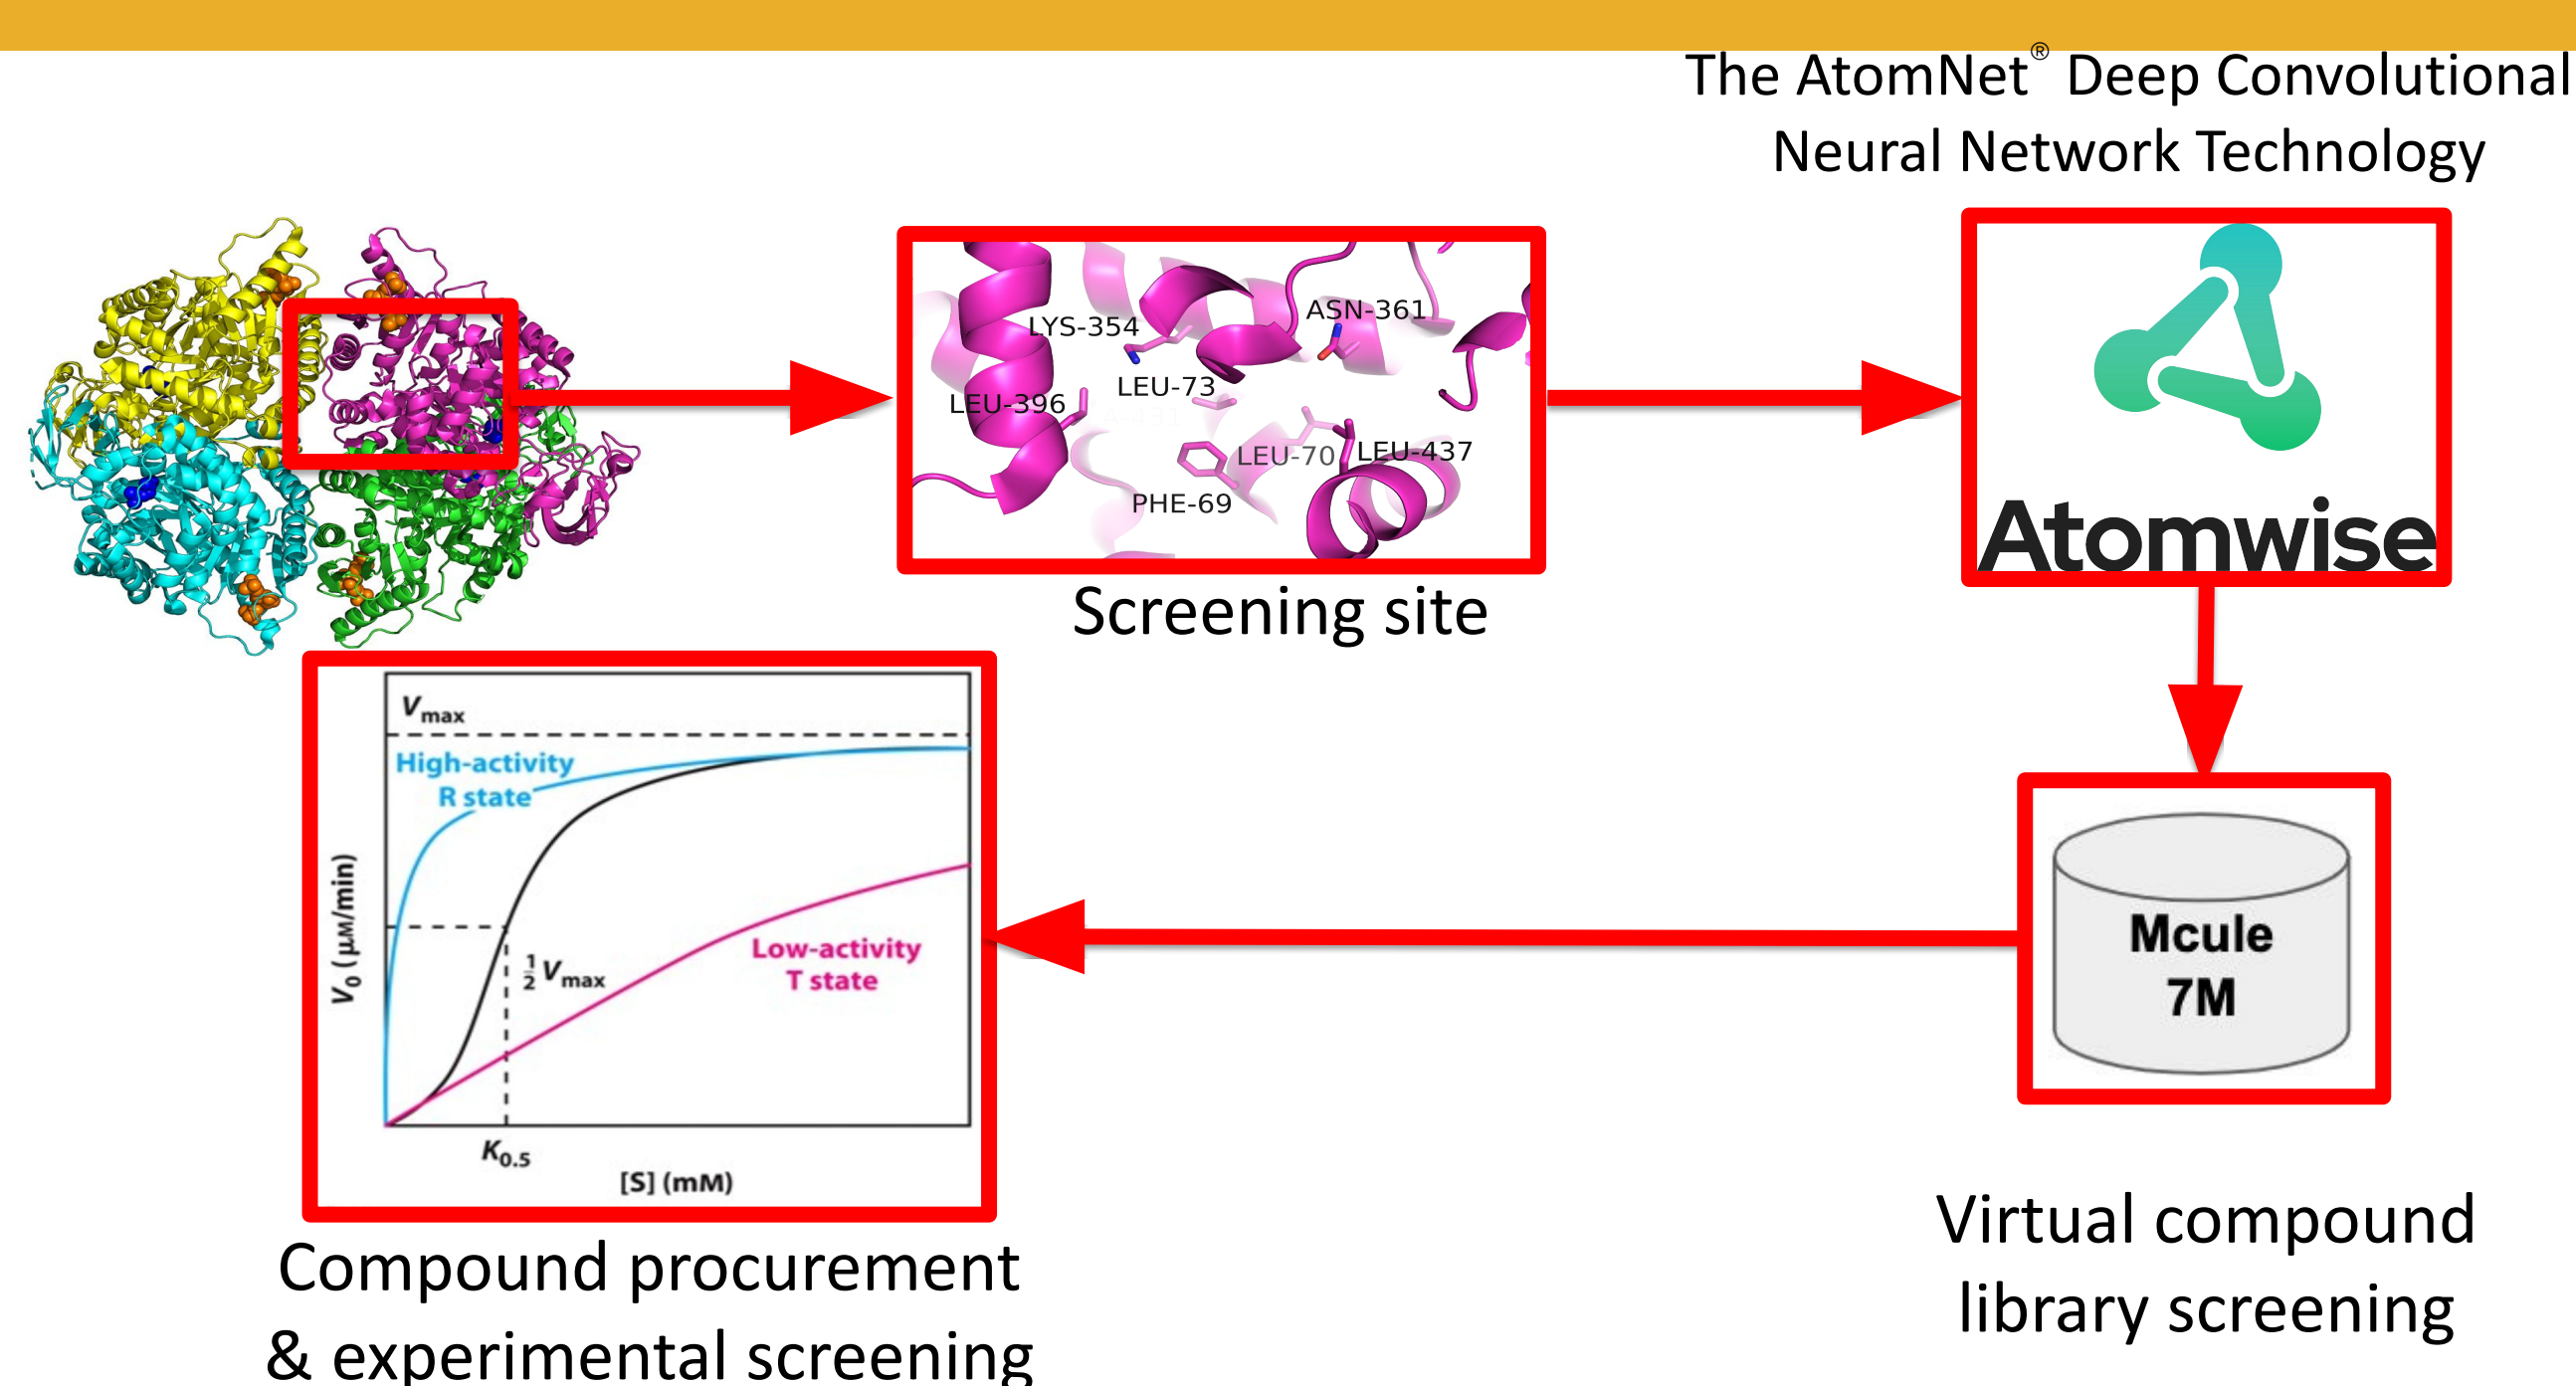 The AtomNet® Deep Convolutional
Neural Network Technology
LYS-354
ASN-361
LEU-73
LEU-396
LEU-70
LEU-437
PHE-69
Screening site
Atomwise
Vmax
High-activity
R state
V0 (µM/min)
½ Vmax
Low-activity
T state
K0.5
[S] (mM)
Compound procurement
& experimental screening
Mcule
7M
Virtual compound
library screening